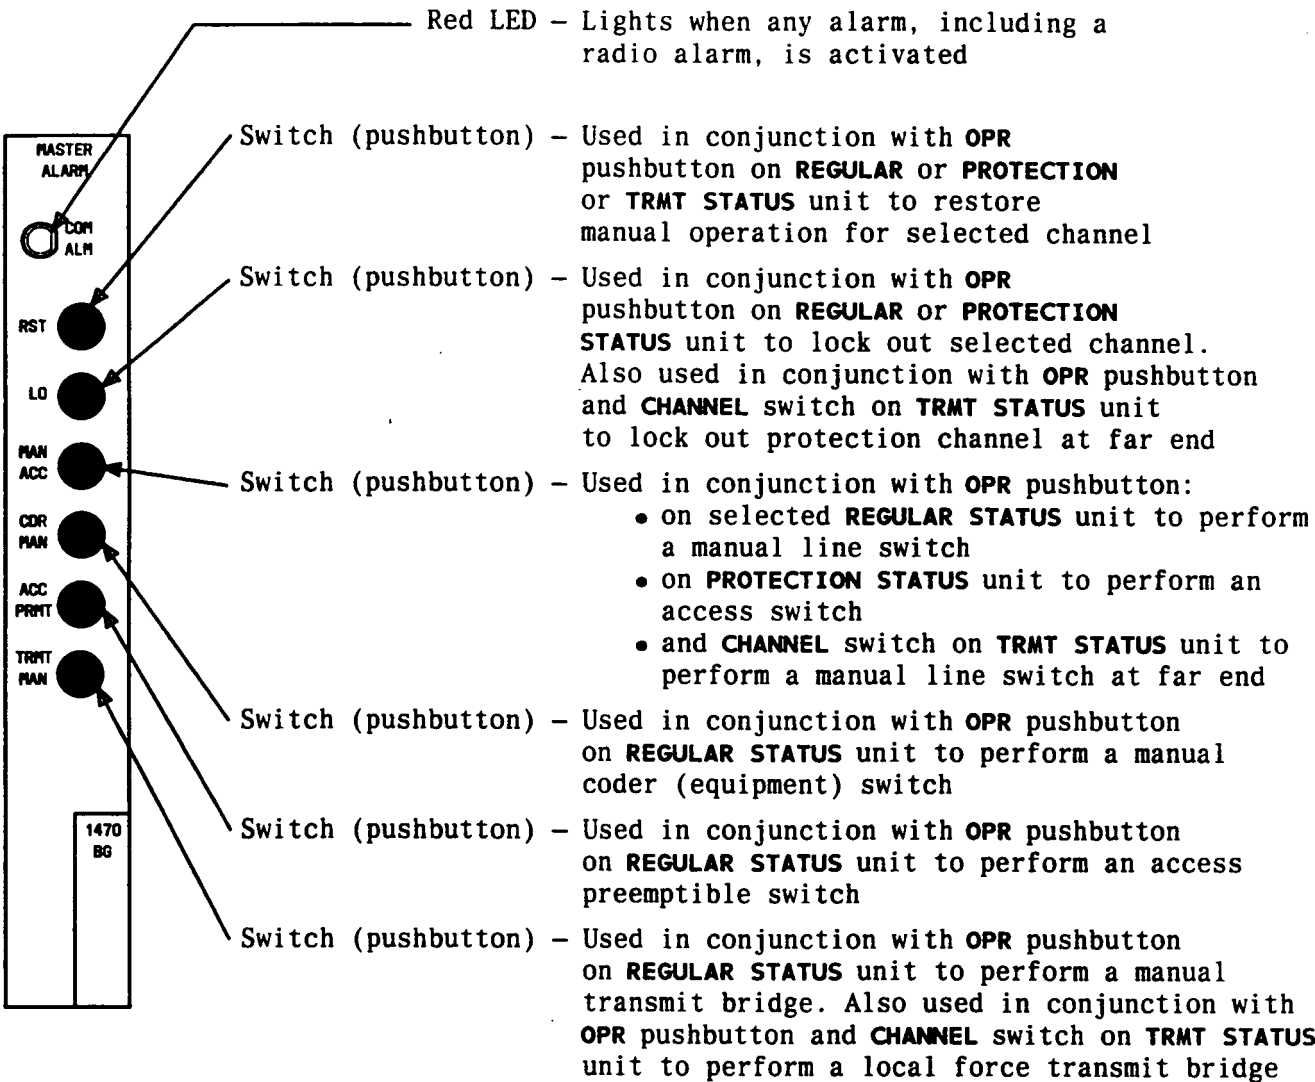 Red LED – Lights when any alarm, including a
radio alarm, is activated
MASTER
ALARM
COM
ALM
RST
LO
MAN
ACC
CDR
MAN
ACC
PRMT
TRMT
MAN
1470
BG
Switch (pushbutton) – Used in conjunction with OPR
pushbutton on REGULAR or PROTECTION
or TRMT STATUS unit to restore
manual operation for selected channel
Switch (pushbutton) – Used in conjunction with OPR
pushbutton on REGULAR or PROTECTION
STATUS unit to lock out selected channel.
Also used in conjunction with OPR pushbutton
and CHANNEL switch on TRMT STATUS unit
to lock out protection channel at far end
Switch (pushbutton) – Used in conjunction with OPR pushbutton:
• on selected REGULAR STATUS unit to perform
a manual line switch
• on PROTECTION STATUS unit to perform an
access switch
• and CHANNEL switch on TRMT STATUS unit to
perform a manual line switch at far end
Switch (pushbutton) – Used in conjunction with OPR pushbutton
on REGULAR STATUS unit to perform a manual
coder (equipment) switch
Switch (pushbutton) – Used in conjunction with OPR pushbutton
on REGULAR STATUS unit to perform an access
preemptible switch
Switch (pushbutton) – Used in conjunction with OPR pushbutton
on REGULAR STATUS unit to perform a manual
transmit bridge. Also used in conjunction with
OPR pushbutton and CHANNEL switch on TRMT STATUS
unit to perform a local force transmit bridge